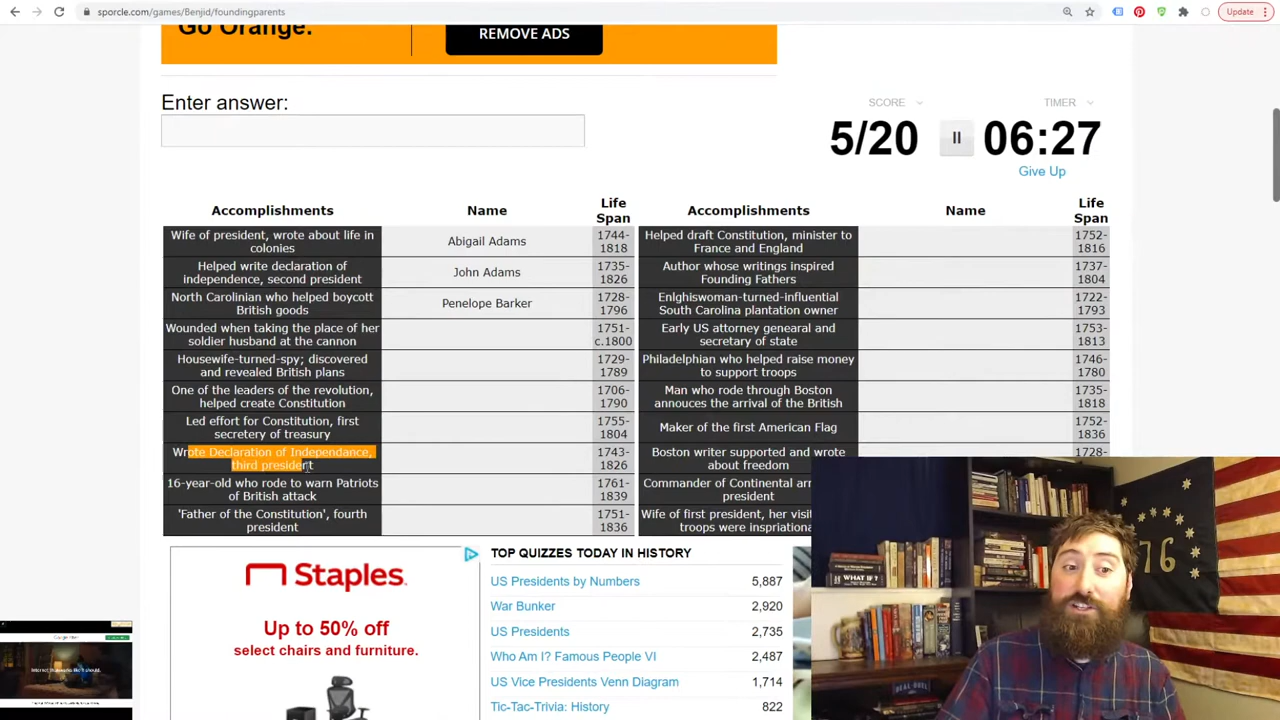 sporcle.com/games/Benjid/foundingparents
Update
Go Orange.
REMOVE ADS
Enter answer:
SCORE
TIMER
5/20
06:27
Give Up
Accomplishments
Name
Life
Span
Accomplishments
Name
Life
Span
Wife of president, wrote about life in
colonies
Abigail Adams
1744-
1818
Helped draft Constitution, minister to
France and England
1752-
1816
Helped write declaration of
independence, second president
John Adams
1735-
1826
Author whose writings inspired
Founding Fathers
1737-
1804
North Carolinian who helped boycott
British goods
Penelope Barker
1728-
1796
Enlghiswoman-turned-influential
South Carolina plantation owner
1722-
1793
Wounded when taking the place of her
soldier husband at the cannon
1751-
c.1800
Early US attorney genearal and
secretary of state
1753-
1813
Housewife-turned-spy; discovered
and revealed British plans
1729-
1789
Philadelphian who helped raise money
to support troops
1746-
1780
One of the leaders of the revolution,
helped create Constitution
1706-
1790
Man who rode through Boston
annouces the arrival of the British
1735-
1818
Led effort for Constitution, first
secretery of treasury
1755-
1804
Maker of the first American Flag
1752-
1836
Wrote Declaration of Independence,
third president
1743-
1826
Boston writer supported and wrote
about freedom
1728-
16-year-old who rode to warn Patriots
of British attack
1761-
1839
Commander of Continental
president
'Father of the Constitution', fourth
president
1751-
1836
Wife of first president, her
troops were
Staples.
Up to 50% off
select chairs and furniture.
TOP QUIZZES TODAY IN HISTORY
US Presidents by Numbers 5,887
War Bunker 2,920
US Presidents 2,735
Who Am I? Famous People VI 2,487
US Vice Presidents Venn Diagram 1,714
Tic-Tac-Trivia: History 822
WHAT IF?
76